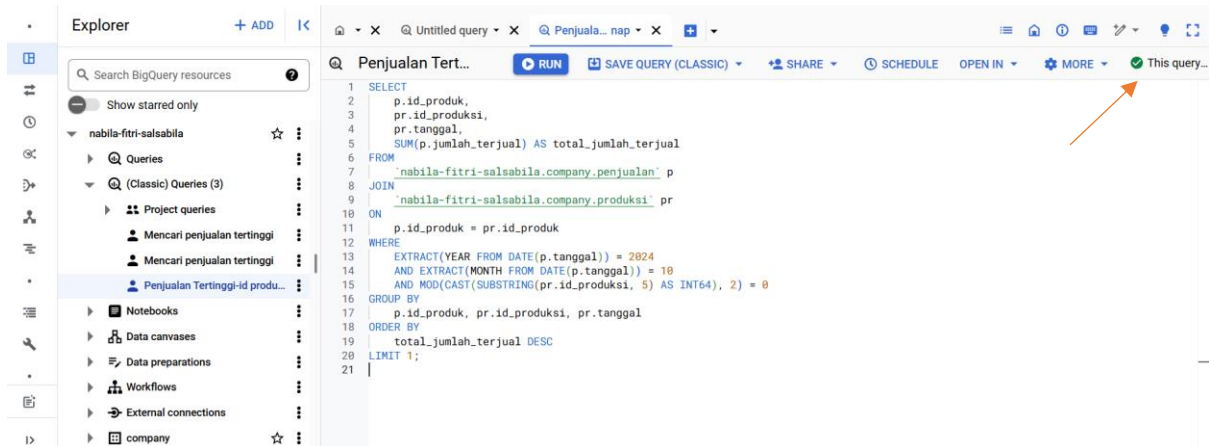 Explorer
+ ADD
Untitled query
Penjuala... nap
Search BigQuery resources
Show starred only
nabila-fitri-salsabila
Queries
(Classic) Queries (3)
Project queries
Mencari penjualan tertinggi
Mencari penjualan tertinggi
Penjualan Tertinggi-id produ...
Notebooks
Data canvases
Data preparations
Workflows
External connections
company
Penjualan Tert...
RUN
SAVE QUERY (CLASSIC)
SHARE
SCHEDULE
OPEN IN
MORE
This query...
1 SELECT
2 p.id_produk,
3 pr.id_produksi,
4 pr.tanggal,
5 SUM(p.jumlah_terjual) AS total_jumlah_terjual
6 FROM
7 `nabila-fitri-salsabila.company.penjualan` p
8 JOIN
9 `nabila-fitri-salsabila.company.produksi` pr
10 ON
11 p.id_produk = pr.id_produk
12 WHERE
13 EXTRACT(YEAR FROM DATE(p.tanggal)) = 2024
14 AND EXTRACT(MONTH FROM DATE(p.tanggal)) = 10
15 AND MOD(CAST(SUBSTRING(pr.id_produksi, 5) AS INT64), 2) = 0
16 GROUP BY
17 p.id_produk, pr.id_produksi, pr.tanggal
18 ORDER BY
19 total_jumlah_terjual DESC
20 LIMIT 1;
21